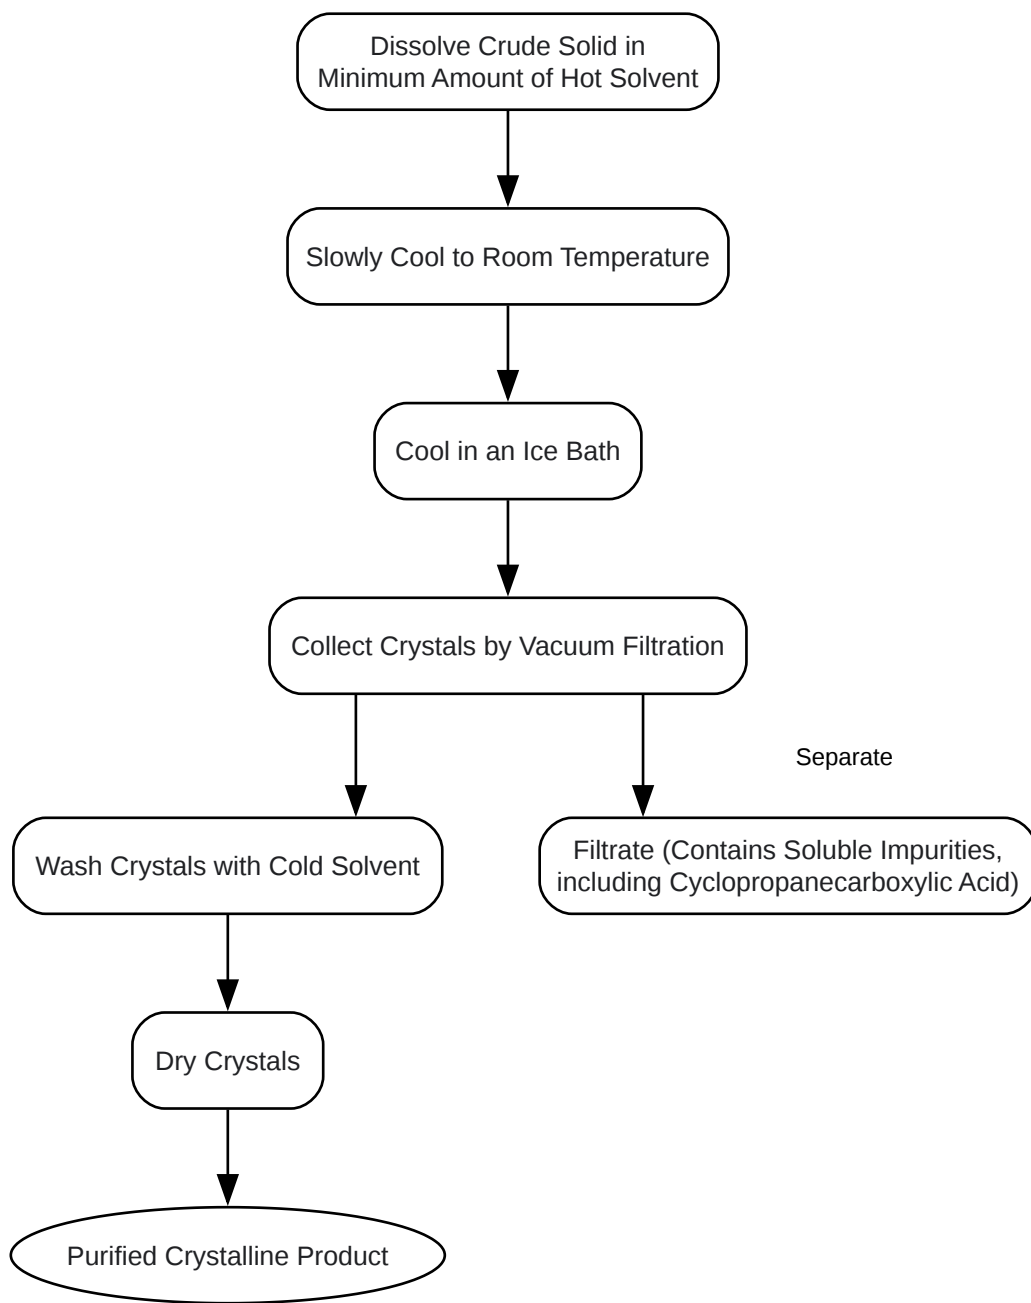 Dissolve Crude Solid in
Minimum Amount of Hot Solvent
Slowly Cool to Room Temperature
Cool in an Ice Bath
Collect Crystals by Vacuum Filtration
Separate
Wash Crystals with Cold Solvent
Filtrate (Contains Soluble Impurities,
including Cyclopropanecarboxylic Acid)
Dry Crystals
Purified Crystalline Product